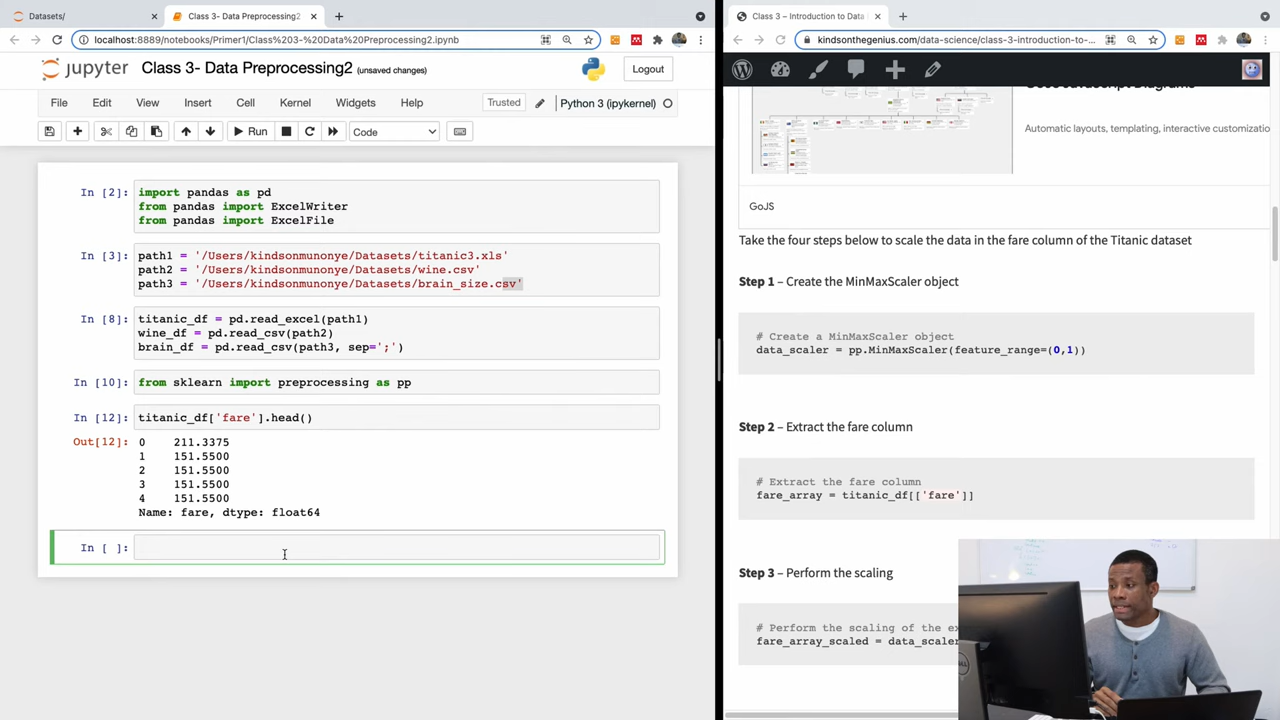 Datasets/
Class 3- Data Preprocessing2
localhost:8889/notebooks/Primer1/Class%203-%20Data%20Preprocessing2.ipynb
jupyter
Class 3- Data Preprocessing2 (unsaved changes)
Logout
File Edit View Insert Cell Kernel Widgets Help
Trusted
Python 3 (ipykernel)
Run
Code
In [2]: import pandas as pd
from pandas import ExcelWriter
from pandas import ExcelFile
In [3]: path1 = '/Users/kindsonmunonye/Datasets/titanic3.xls'
path2 = '/Users/kindsonmunonye/Datasets/wine.csv'
path3 = '/Users/kindsonmunonye/Datasets/brain_size.csv'
In [8]: titanic_df = pd.read_excel(path1)
wine_df = pd.read_csv(path2)
brain_df = pd.read_csv(path3, sep=';')
In [10]: from sklearn import preprocessing as pp
In [12]: titanic_df['fare'].head()
Out[12]: 0 211.3375
1 151.5500
2 151.5500
3 151.5500
4 151.5500
Name: fare, dtype: float64
In [ ]:
Class 3 – Introduction to Data
kindsonthegenius.com/data-science/class-3-introduction-to-...
Automatic layouts, templating, interactive customizatio
GoJS
Take the four steps below to scale the data in the fare column of the Titanic dataset
Step 1 – Create the MinMaxScaler object
# Create a MinMaxScaler object
data_scaler = pp.MinMaxScaler(feature_range=(0,1))
Step 2 – Extract the fare column
# Extract the fare column
fare_array = titanic_df[['fare']]
Step 3 – Perform the scaling
# Perform the scaling of the e
fare_array_scaled = data_scaler
DELL